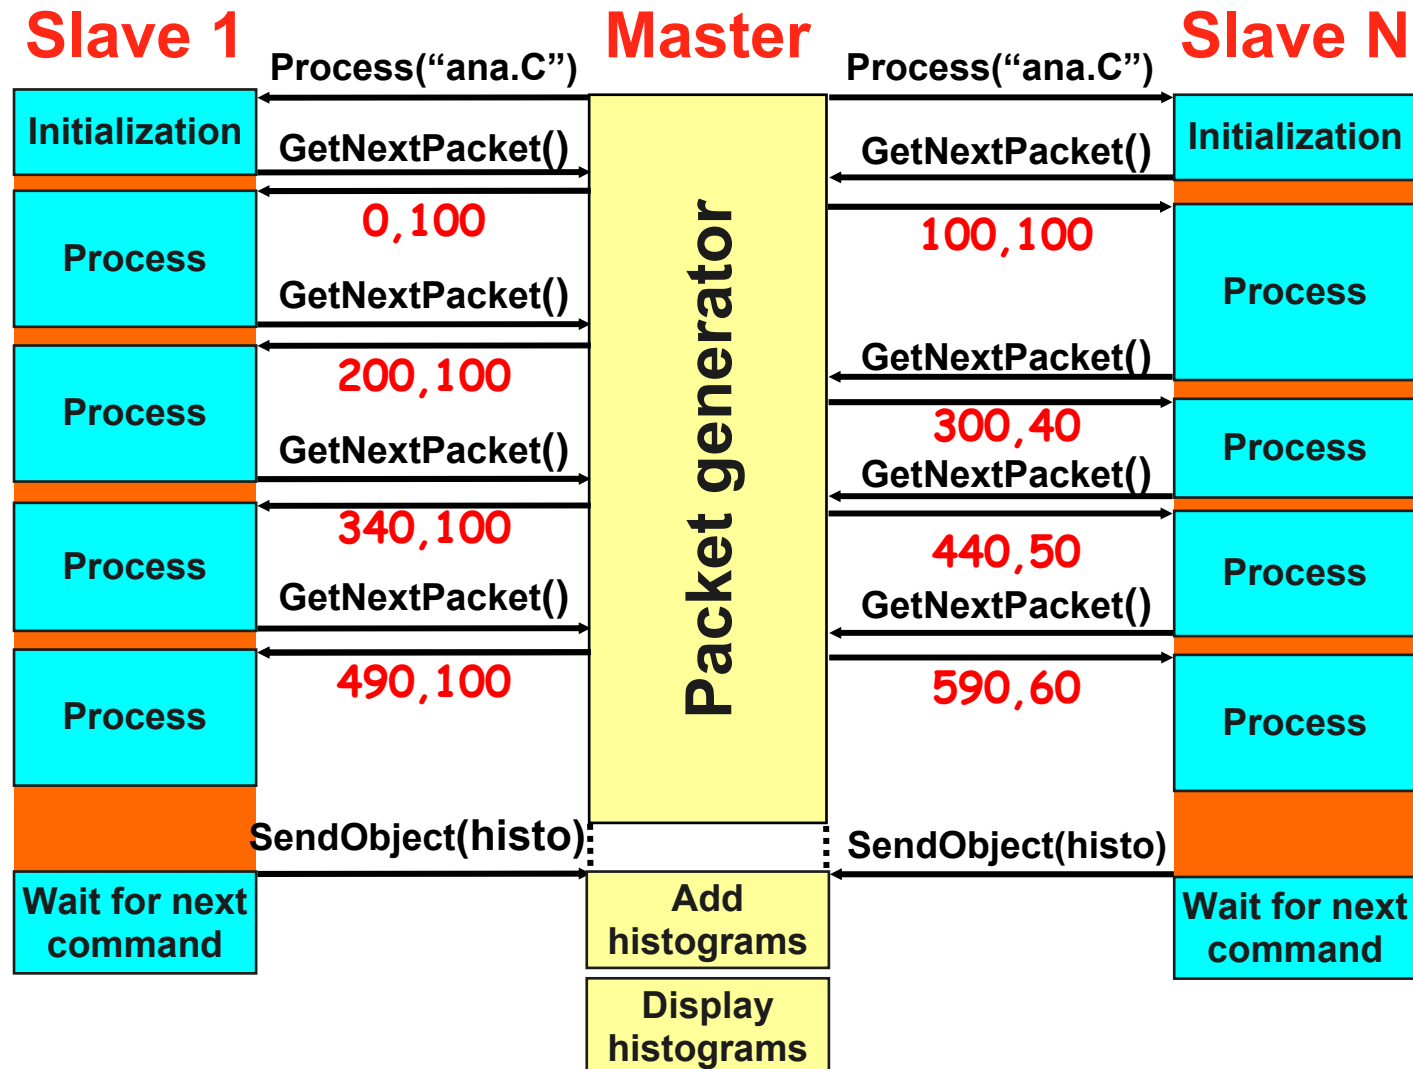 Slave 1
Master
Slave N
Process(“ana.C”)
Process(“ana.C”)
Initialization
GetNextPacket()
GetNextPacket()
Initialization
0,100
100,100
Process
Process
GetNextPacket()
GetNextPacket()
200,100
300,40
Process
Process
GetNextPacket()
GetNextPacket()
340,100
440,50
Process
Process
GetNextPacket()
GetNextPacket()
490,100
590,60
Process
Process
Packet generator
SendObject(histo)
SendObject(histo)
Wait for next
command
Add
histograms
Wait for next
command
Display
histograms